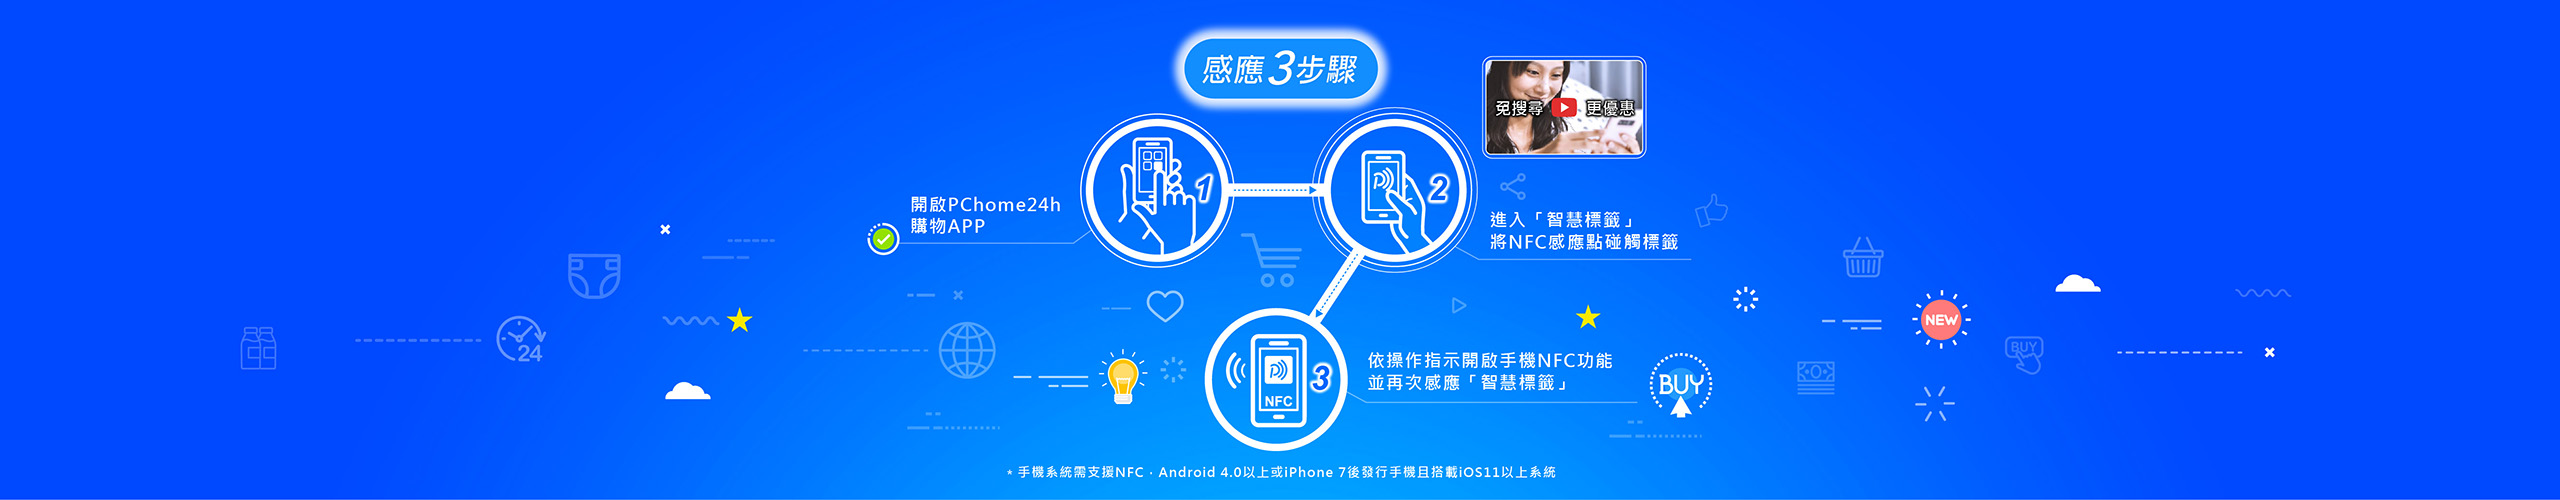 感應3步驟
免搜尋 更優惠
1
開啟PChome24h
購物APP
2
進入「智慧標籤」
將NFC感應點碰觸標籤
3
NFC
依操作指示開啟手機NFC功能
並再次感應「智慧標籤」
BUY
24
NEW
BUY
* 手機系統需支援NFC．Android 4.0以上或iPhone 7後發行手機且搭載iOS11以上系統